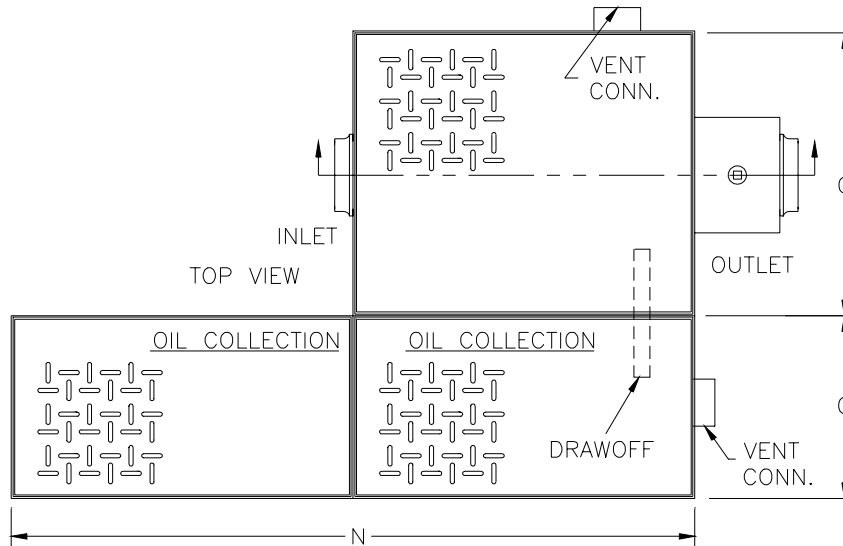 VENT
CONN.
INLET
TOP VIEW
OUTLET
OIL COLLECTION
OIL COLLECTION
DRAWOFF
VENT
CONN.
N